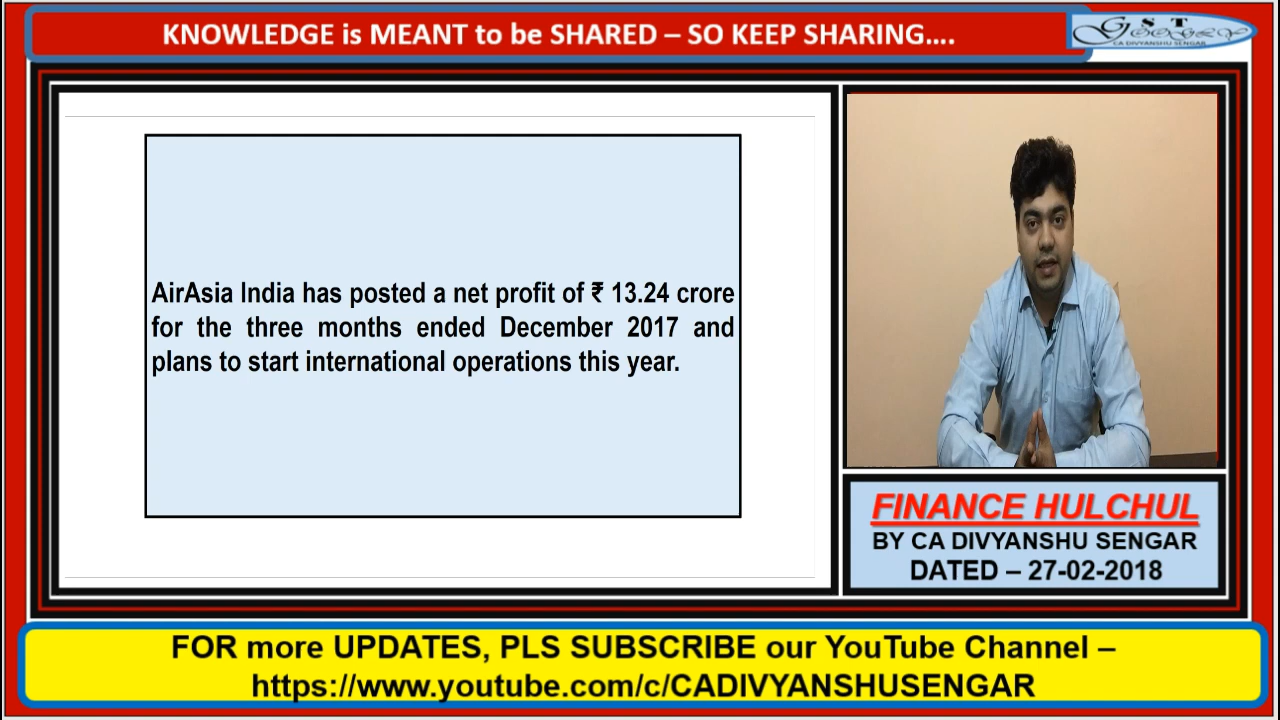 KNOWLEDGE is MEANT to be SHARED – SO KEEP SHARING....
G S T
CA DIVYANSHU SENGAR
AirAsia India has posted a net profit of ₹ 13.24 crore
for the three months ended December 2017 and
plans to start international operations this year.
FINANCE HULCHUL
BY CA DIVYANSHU SENGAR
DATED – 27-02-2018
FOR more UPDATES, PLS SUBSCRIBE our YouTube Channel –
https://www.youtube.com/c/CADIVYANSHUSENGAR